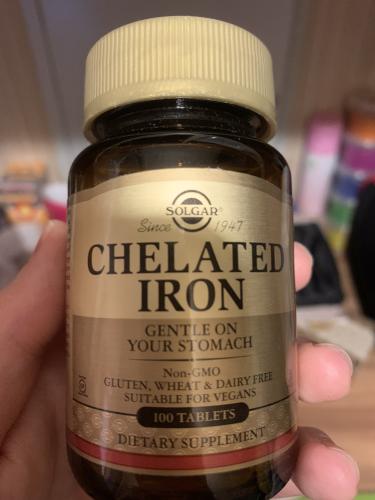 SOLGAR
Since 1947
CHELATED
IRON
GENTLE ON
YOUR STOMACH
Non-GMO
GLUTEN, WHEAT & DAIRY FREE
SUITABLE FOR VEGANS
100 TABLETS
DIETARY SUPPLEMENT